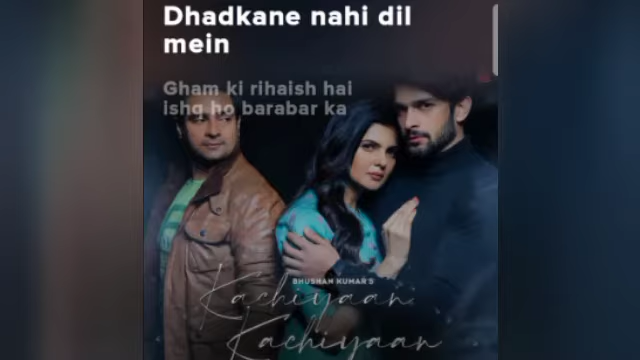 Dhadkane nahi dil
mein
Gham ki rihaish hai
ishq ho barabar ka
BHUSHAN KUMAR'S
Kachiyaan
Kachiyaan